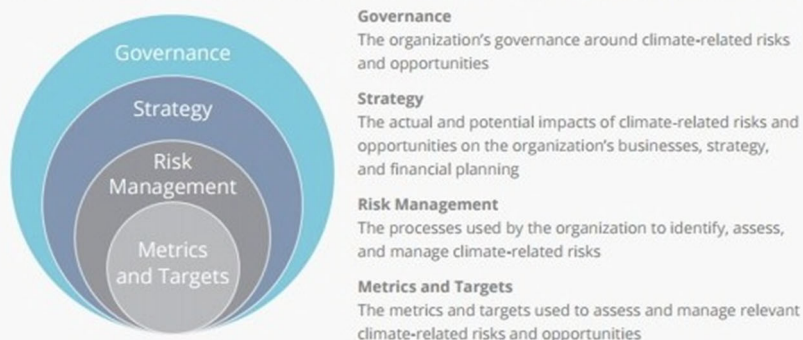 Governance
Strategy
Risk
Management
Metrics
and Targets
Governance
The organization's governance around climate-related risks
and opportunities
Strategy
The actual and potential impacts of climate-related risks and
opportunities on the organization's businesses, strategy,
and financial planning
Risk Management
The processes used by the organization to identify, assess,
and manage climate-related risks
Metrics and Targets
The metrics and targets used to assess and manage relevant
climate-related risks and opportunities